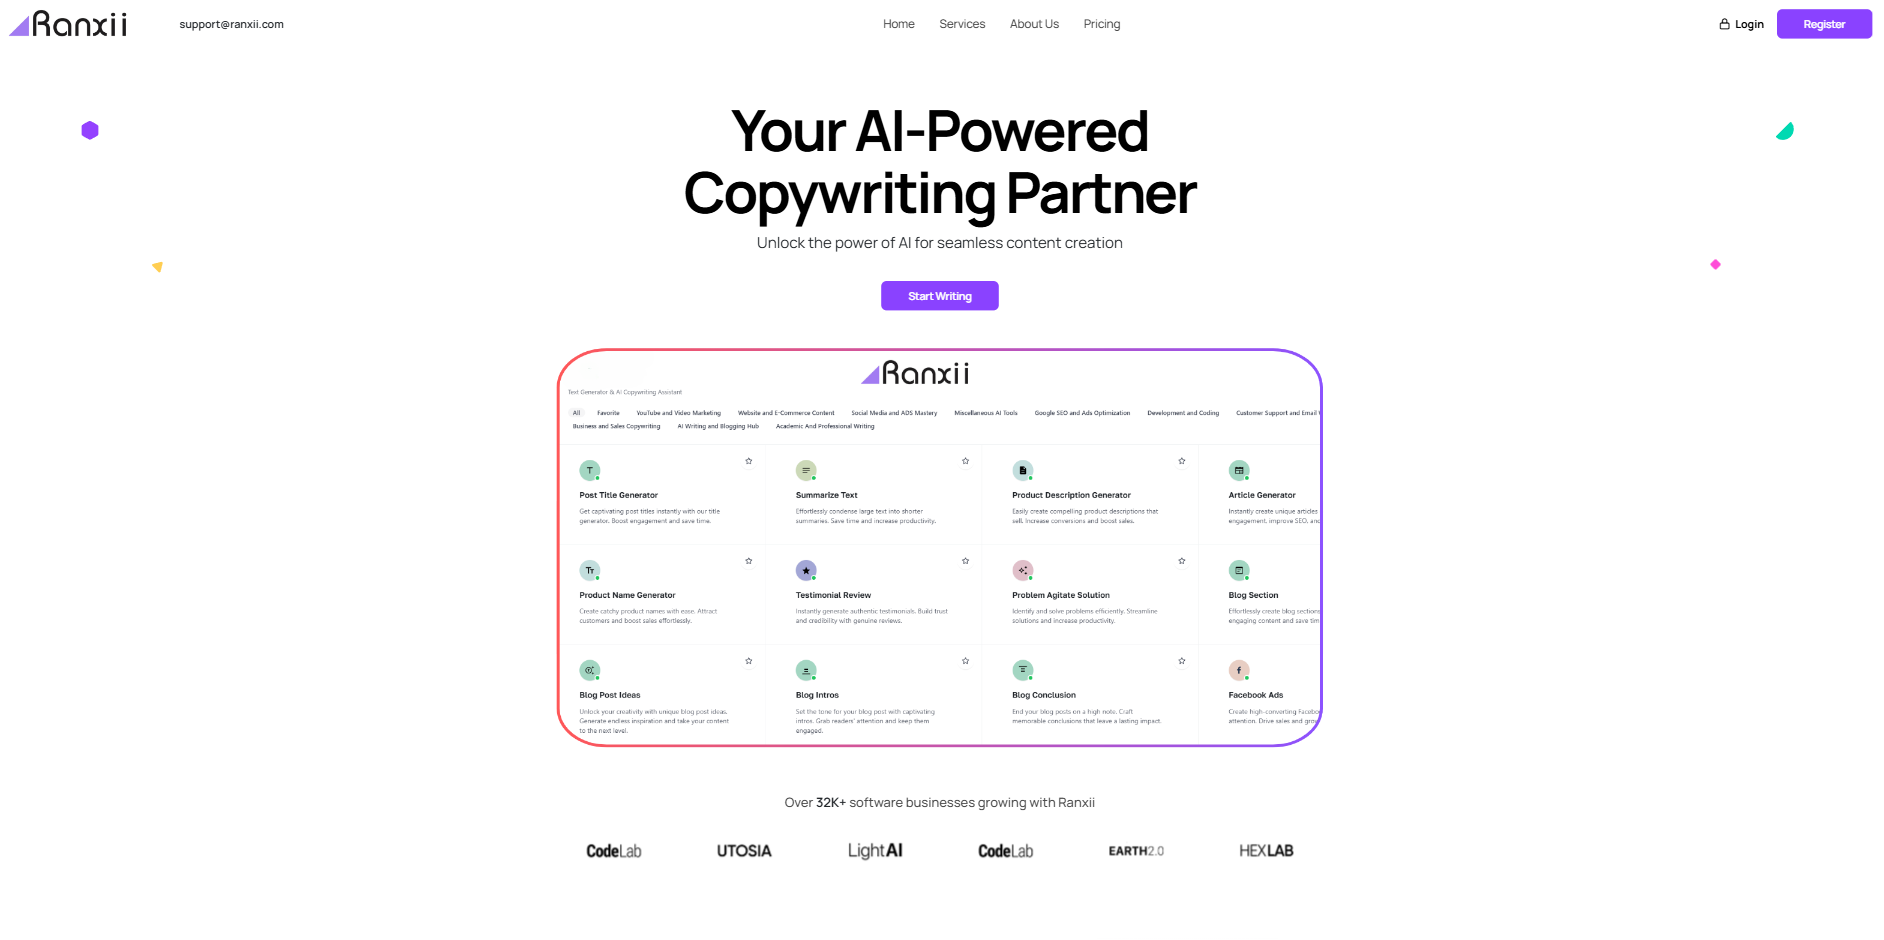 Ranxii
support@ranxii.com
Home Services About Us Pricing
Login
Register
Your AI-Powered
Copywriting Partner
Unlock the power of AI for seamless content creation
Start Writing
Ranxii
Text Generator & AI Copywriting Assistant
All Favorite YouTube and Video Marketing Website and E-Commerce Content Social Media and ADS Mastery Miscellaneous AI Tools Google SEO and Ads Optimization Development and Coding Customer Support and Email
Business and Sales Copywriting AI Writing and Blogging Hub Academic And Professional Writing
Post Title Generator
Get captivating post titles instantly with our title
generator. Boost engagement and save time.
Summarize Text
Effortlessly condense large text into shorter
summaries. Save time and increase productivity.
Product Description Generator
Easily create compelling product descriptions that
sell. Increase conversions and boost sales.
Article Generator
Instantly create unique articles
engagement, improve SEO, and
Product Name Generator
Create catchy product names with ease. Attract
customers and boost sales effortlessly.
Testimonial Review
Instantly generate authentic testimonials. Build trust
and credibility with genuine reviews.
Problem Agitate Solution
Identify and solve problems efficiently. Streamline
solutions and increase productivity.
Blog Section
Effortlessly create blog sections
engaging content and save tim
Blog Post Ideas
Unlock your creativity with unique blog post ideas.
Generate endless inspiration and take your content
to the next level.
Blog Intros
Set the tone for your blog post with captivating
intros. Grab readers' attention and keep them
engaged.
Blog Conclusion
End your blog posts on a high note. Craft
memorable conclusions that leave a lasting impact.
Facebook Ads
Create high-converting Facebo
attention. Drive sales and grow
Over 32K+ software businesses growing with Ranxii
CodeLab UTOSIA LightAI CodeLab EARTH2.0 HEXLAB